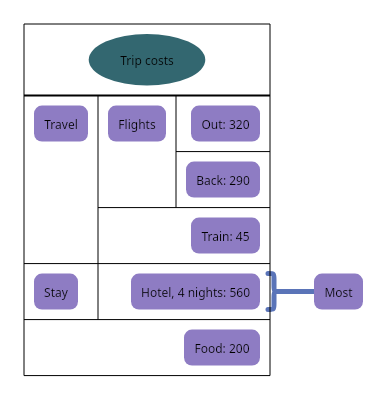 Trip costs
Travel
Flights
Out: 320
Back: 290
Train: 45
Stay
Hotel, 4 nights: 560
Most
Food: 200